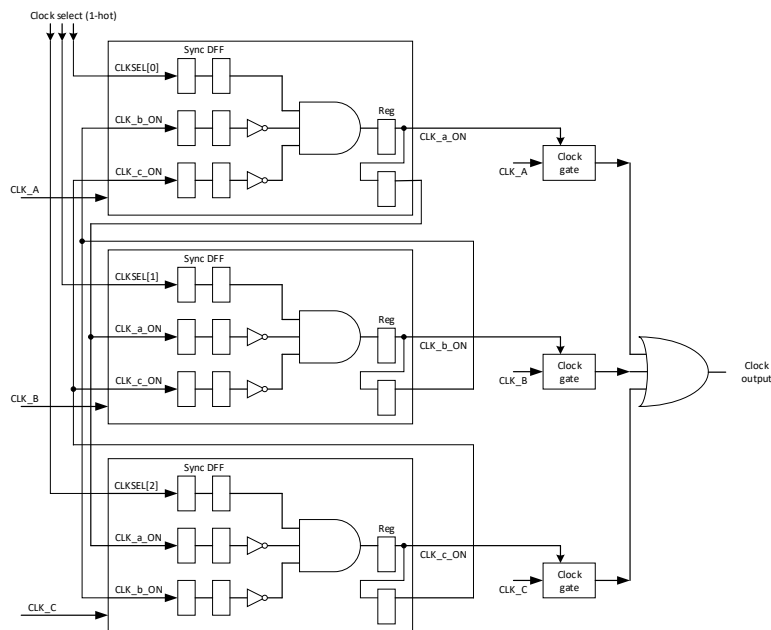 Clock select (1-hot)
Sync DFF
CLKSEL[0]
CLK_b_ON
Reg
CLK_a_ON
CLK_c_ON
CLK_A
CLK_A
Clock
gate
Sync DFF
CLKSEL[1]
CLK_a_ON
Reg
CLK_b_ON
CLK_c_ON
CLK_B
CLK_B
Clock
gate
Clock
output
Sync DFF
CLKSEL[2]
CLK_a_ON
Reg
CLK_c_ON
CLK_b_ON
CLK_C
CLK_C
Clock
gate